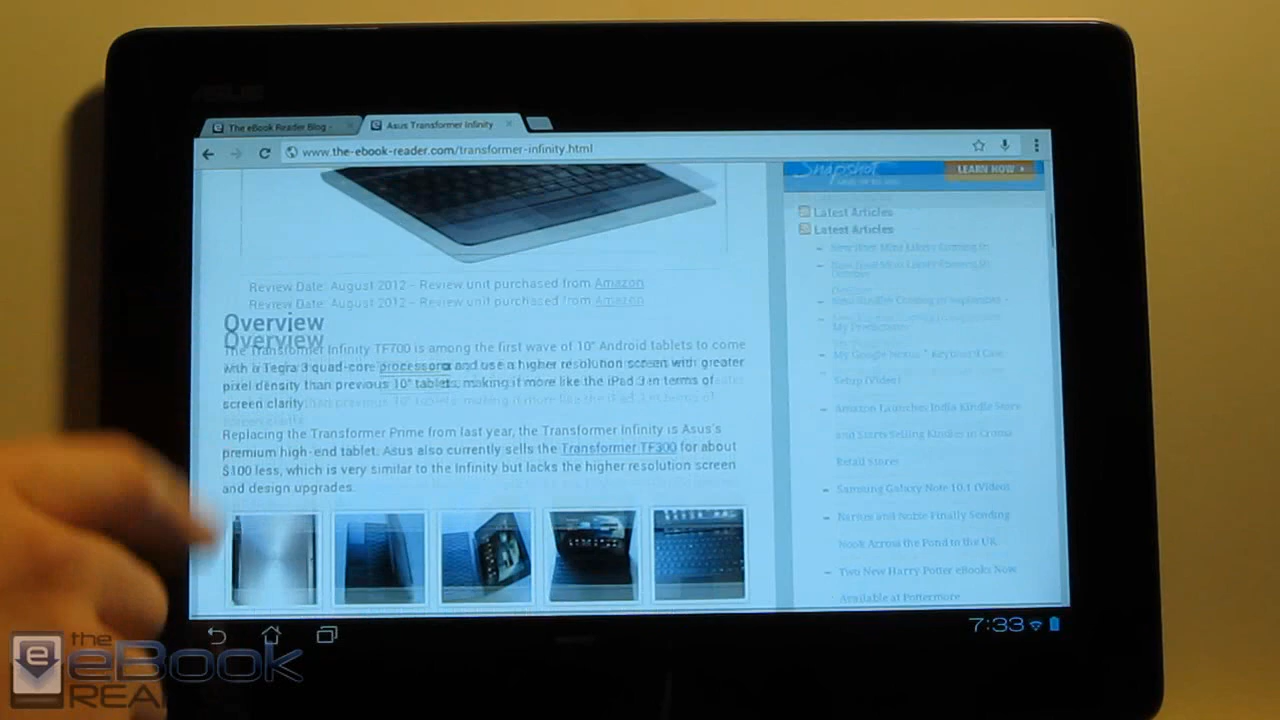 ASUS
The eBook Reader Blog -
Asus Transformer Infinity
www.the-ebook-reader.com/transformer-infinity.html
Snapshot
LEARN NOW
Latest Articles
Latest Articles
Review Date: August 2012 – Review unit purchased from Amazon
Review Date: August 2012 – Review unit purchased from Amazon
Overview
Overview
The Transformer Infinity TF700 is among the first wave of 10" Android tablets to come
with a Tegra 3 quad-core processor and use a higher resolution screen with greater
pixel density than previous 10" tablets, making it more like the iPad 3 in terms of
screen clarity
Replacing the Transformer Prime from last year, the Transformer Infinity is Asus's
premium high-end tablet. Asus also currently sells the Transformer TF300 for about
$100 less, which is very similar to the Infinity but lacks the higher resolution screen
and design upgrades.
My Predictions
My Google Nexus 7 Keyboard Case
Setup (Video)
Amazon Launches India Kindle Store
and Starts Selling Kindles in Croma
Retail Stores
Samsung Galaxy Note 10.1 (Video)
Barnes and Noble Finally Sending
Nook Across the Pond to the UK
Two New Harry Potter eBooks Now
Available at Pottermore
7:33
the
eBook
READ